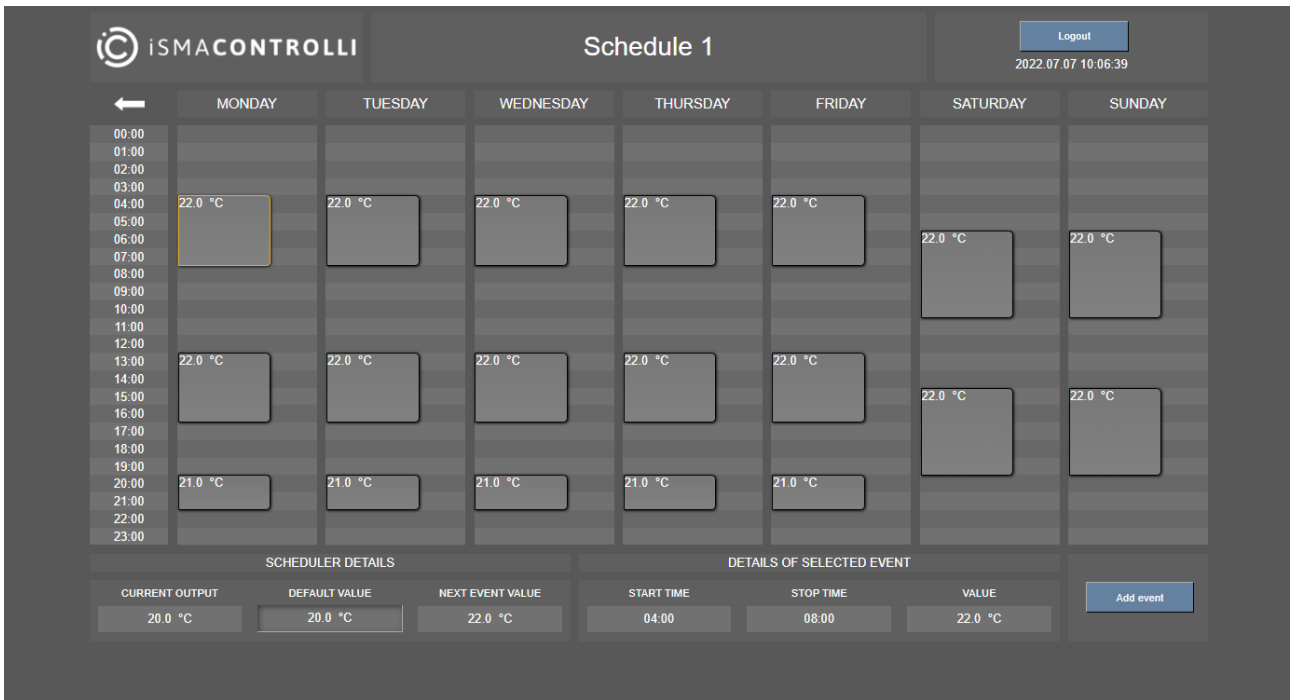 iSMACONTROLLI
Schedule 1
Logout
2022.07.07 10:06:39
MONDAY TUESDAY WEDNESDAY THURSDAY FRIDAY SATURDAY SUNDAY
00:00
01:00
02:00
03:00
04:00 22.0 °C 22.0 °C 22.0 °C 22.0 °C 22.0 °C
05:00
06:00 22.0 °C 22.0 °C
07:00
08:00
09:00
10:00
11:00
12:00
13:00 22.0 °C 22.0 °C 22.0 °C 22.0 °C 22.0 °C
14:00
15:00 22.0 °C 22.0 °C
16:00
17:00
18:00
19:00
20:00 21.0 °C 21.0 °C 21.0 °C 21.0 °C 21.0 °C
21:00
22:00
23:00
SCHEDULER DETAILS DETAILS OF SELECTED EVENT
CURRENT OUTPUT DEFAULT VALUE NEXT EVENT VALUE START TIME STOP TIME VALUE
20.0 °C 20.0 °C 22.0 °C 04:00 08:00 22.0 °C
Add event